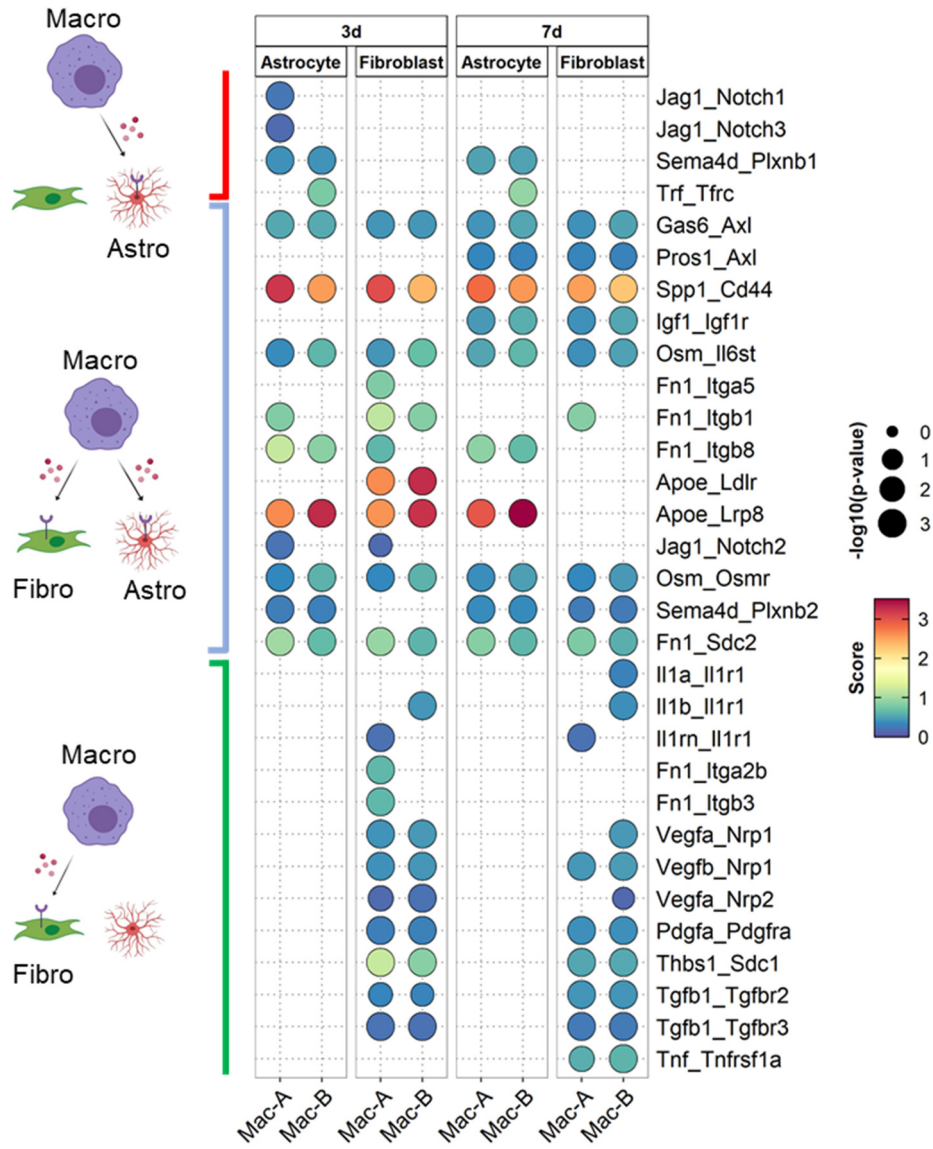 Macro
3d
7d
Astrocyte
Fibroblast
Astrocyte
Fibroblast
Jag1_Notch1
Jag1_Notch3
Sema4d_Plxnb1
Trf_Tfrc
Astro
Gas6_Axl
Pros1_Axl
Spp1_Cd44
Igf1_Igf1r
Macro
Osm_Il6st
Fn1_Itga5
Fn1_Itgb1
Fn1_Itgb8
Apoe_Ldlr
Apoe_Lrp8
Jag1_Notch2
Fibro
Astro
Osm_Osmr
Sema4d_Plxnb2
Fn1_Sdc2
Il1a_Il1r1
Il1b_Il1r1
Macro
Il1rn_Il1r1
Fn1_Itga2b
Fn1_Itgb3
Vegfa_Nrp1
Vegfb_Nrp1
Vegfa_Nrp2
Pdgfa_Pdgfra
Fibro
Thbs1_Sdc1
Tgfb1_Tgfbr2
Tgfb1_Tgfbr3
Tnf_Tnfrsf1a
Mac-A
Mac-B
Mac-A
Mac-B
Mac-A
Mac-B
Mac-A
Mac-B
-log10(p-value)
0
1
2
3
Score
3
2
1
0